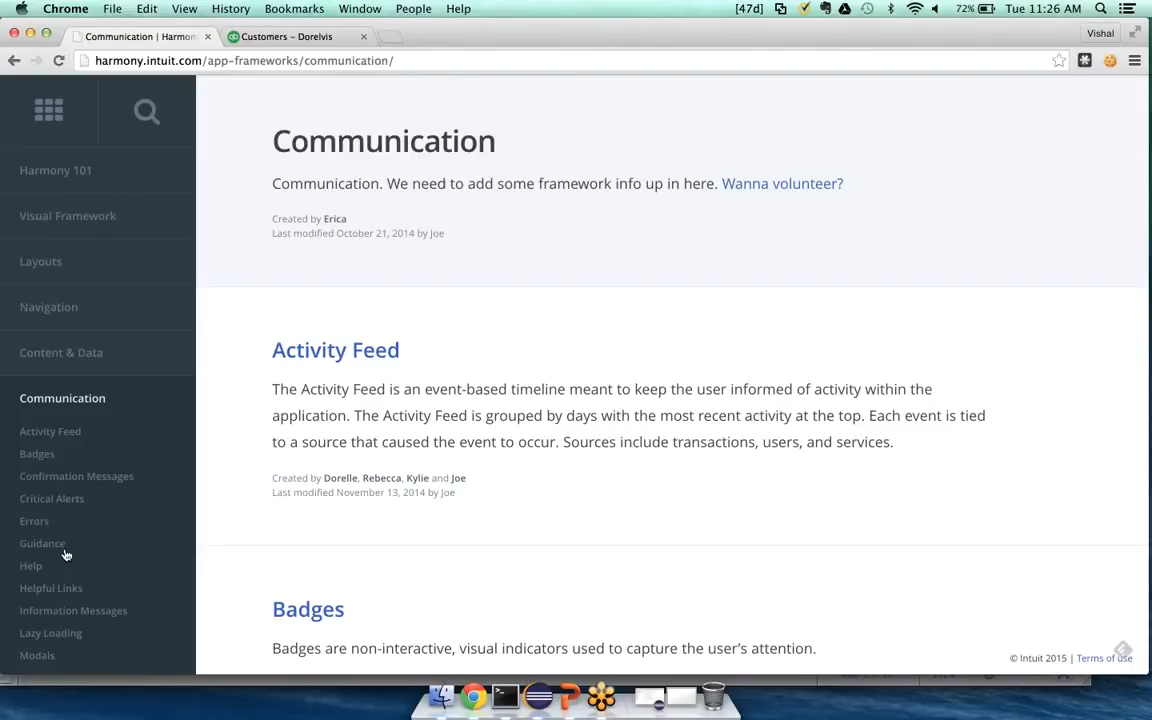 Chrome File Edit View History Bookmarks Window People Help [47d] 72% Tue 11:26 AM
Communication | Harmon Customers – Dorelvis Vishal
harmony.intuit.com/app-frameworks/communication/
Harmony 101
Visual Framework
Layouts
Navigation
Content & Data
Communication
Activity Feed
Badges
Confirmation Messages
Critical Alerts
Errors
Guidance
Help
Helpful Links
Information Messages
Lazy Loading
Modals
Communication
Communication. We need to add some framework info up in here. Wanna volunteer?
Created by Erica
Last modified October 21, 2014 by Joe
Activity Feed
The Activity Feed is an event-based timeline meant to keep the user informed of activity within the
application. The Activity Feed is grouped by days with the most recent activity at the top. Each event is tied
to a source that caused the event to occur. Sources include transactions, users, and services.
Created by Dorelle, Rebecca, Kylie and Joe
Last modified November 13, 2014 by Joe
Badges
Badges are non-interactive, visual indicators used to capture the user's attention.
© Intuit 2015 | Terms of use